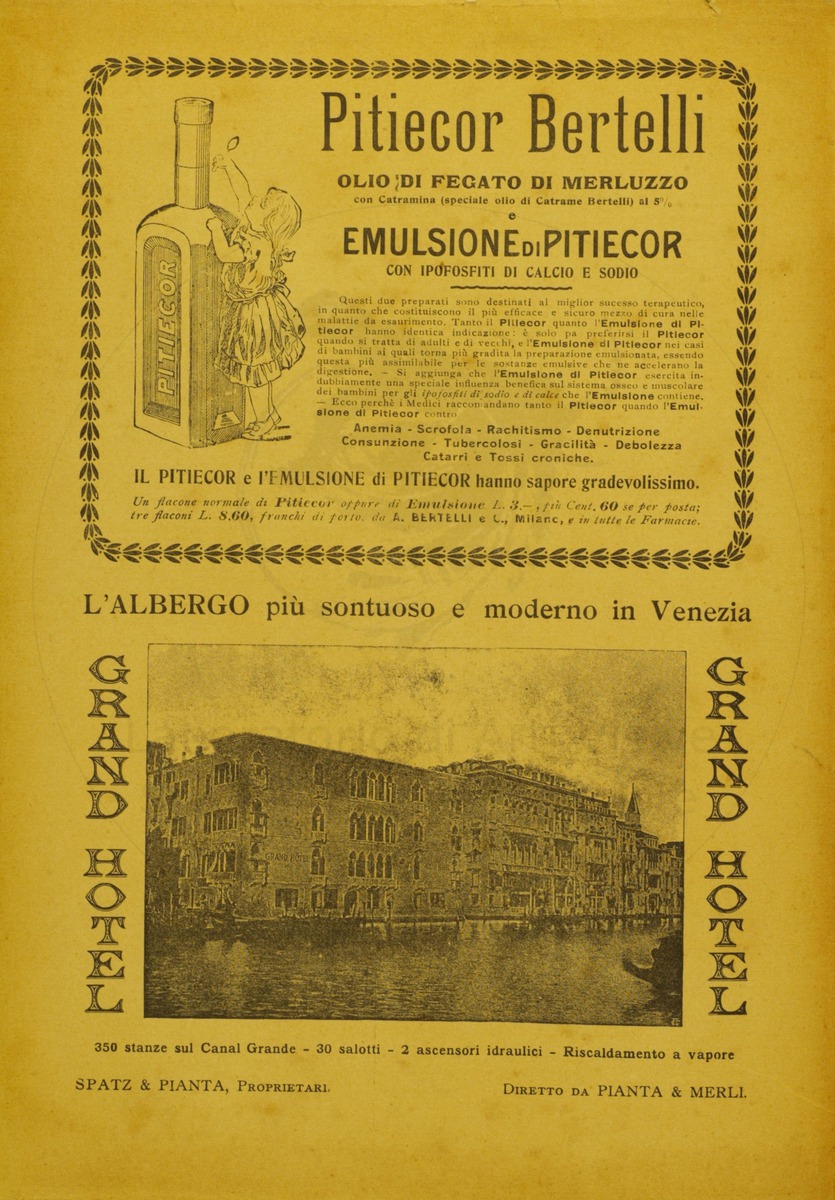 Pitiecor Bertelli
OLIO DI FEGATO DI MERLUZZO
con Catramina (speciale olio di Catrame Bertelli) al 5%
e
EMULSIONE DI PITIECOR
CON IPOFOSFITI DI CALCIO E SODIO
PITIECOR
Questi due preparati sono destinati al miglior sucesso terapeutico,
in quanto che costituiscono il più efficace e sicuro mezzo di cura nelle
malattie da esaurimento. Tanto il Pitiecor quanto l'Emulsione di Pi-
tiecor hanno identica indicazione: è solo pa preferirsi il Pitiecor
quando si tratta di adulti e di vecchi, e l'Emulsione di Pitiecor nei casi
di bambini ai quali torna più gradita la preparazione emulsionata, essendo
questa più assimilabile per le sostanze emulsive che ne accelerano la
digestione. - Si aggiunga che l'Emulsione di Pitiecor esercita in-
dubbiamente una speciale influenza benefica sul sistema osseo e muscolare
dei bambini per gli ipofosfiti di sodio e di calce che l'Emulsione contiene.
- Ecco perchè i Medici raccomandano tanto il Pitiecor quando l'Emul-
sione di Pitiecor contro
Anemia - Scrofola - Rachitismo - Denutrizione
Consunzione - Tubercolosi - Gracilità - Debolezza
Catarri e Tossi croniche.
IL PITIECOR e l'EMULSIONE di PITIECOR hanno sapore gradevolissimo.
Un flacone normale di Pitiecor oppure di Emulsione L. 3.-, più Cent. 60 se per posta;
tre flaconi L. 8,60, franchi di porto, da A. BERTELLI e C., Milano, e in tutte le Farmacie.
L'ALBERGO più sontuoso e moderno in Venezia
GRAND HOTEL
GRAND HOTEL
GRAND HOTEL
350 stanze sul Canal Grande - 30 salotti - 2 ascensori idraulici - Riscaldamento a vapore
SPATZ & PIANTA, PROPRIETARI.
DIRETTO DA PIANTA & MERLI.